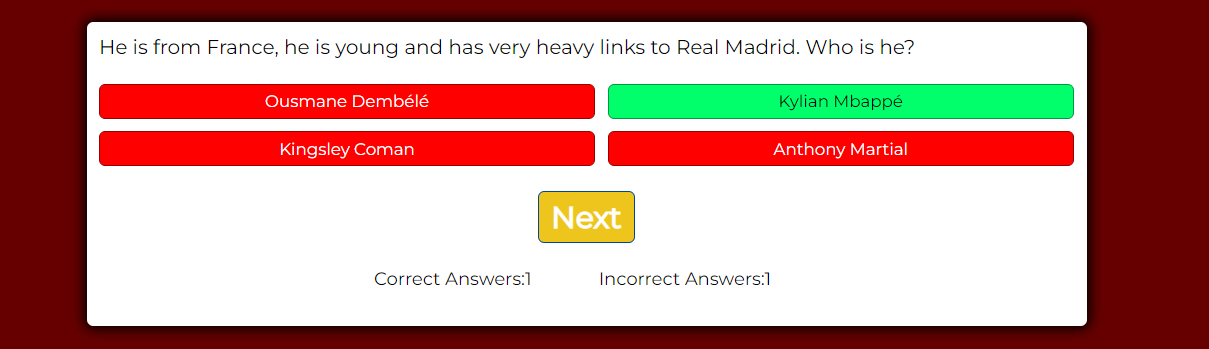 He is from France, he is young and has very heavy links to Real Madrid. Who is he?
Ousmane Dembélé
Kylian Mbappé
Kingsley Coman
Anthony Martial
Next
Correct Answers:1
Incorrect Answers:1